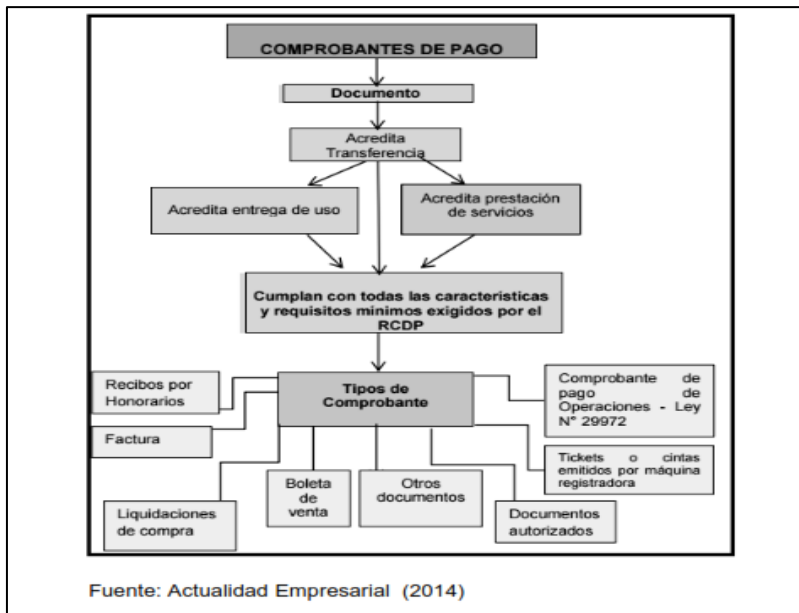 COMPROBANTES DE PAGO
Documento
Acredita
Transferencia
Acredita entrega de uso
Acredita prestación
de servicios
Cumplan con todas las características
y requisitos mínimos exigidos por el
RCDP
Tipos de
Comprobante
Recibos por
Honorarios
Factura
Liquidaciones
de compra
Boleta
de
venta
Otros
documentos
Documentos
autorizados
Comprobante de
pago de
Operaciones - Ley
N° 29972
Tickets o cintas
emitidos por máquina
registradora
Fuente: Actualidad Empresarial (2014)